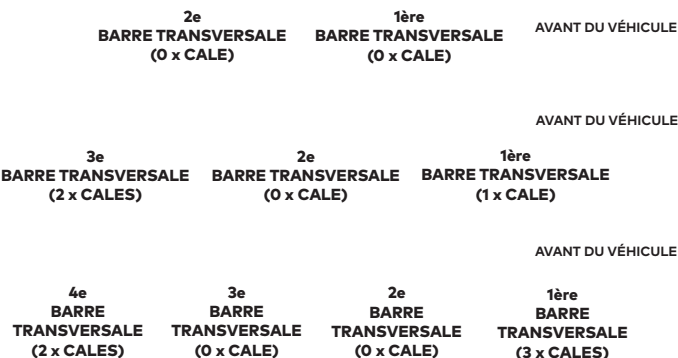 2e
BARRE TRANSVERSALE
(0 x CALE)
1ère
BARRE TRANSVERSALE
(0 x CALE)
AVANT DU VÉHICULE
AVANT DU VÉHICULE
3e
BARRE TRANSVERSALE
(2 x CALES)
2e
BARRE TRANSVERSALE
(0 x CALE)
1ère
BARRE TRANSVERSALE
(1 x CALE)
AVANT DU VÉHICULE
4e
BARRE
TRANSVERSALE
(2 x CALES)
3e
BARRE
TRANSVERSALE
(0 x CALE)
2e
BARRE
TRANSVERSALE
(0 x CALE)
1ère
BARRE
TRANSVERSALE
(3 x CALES)